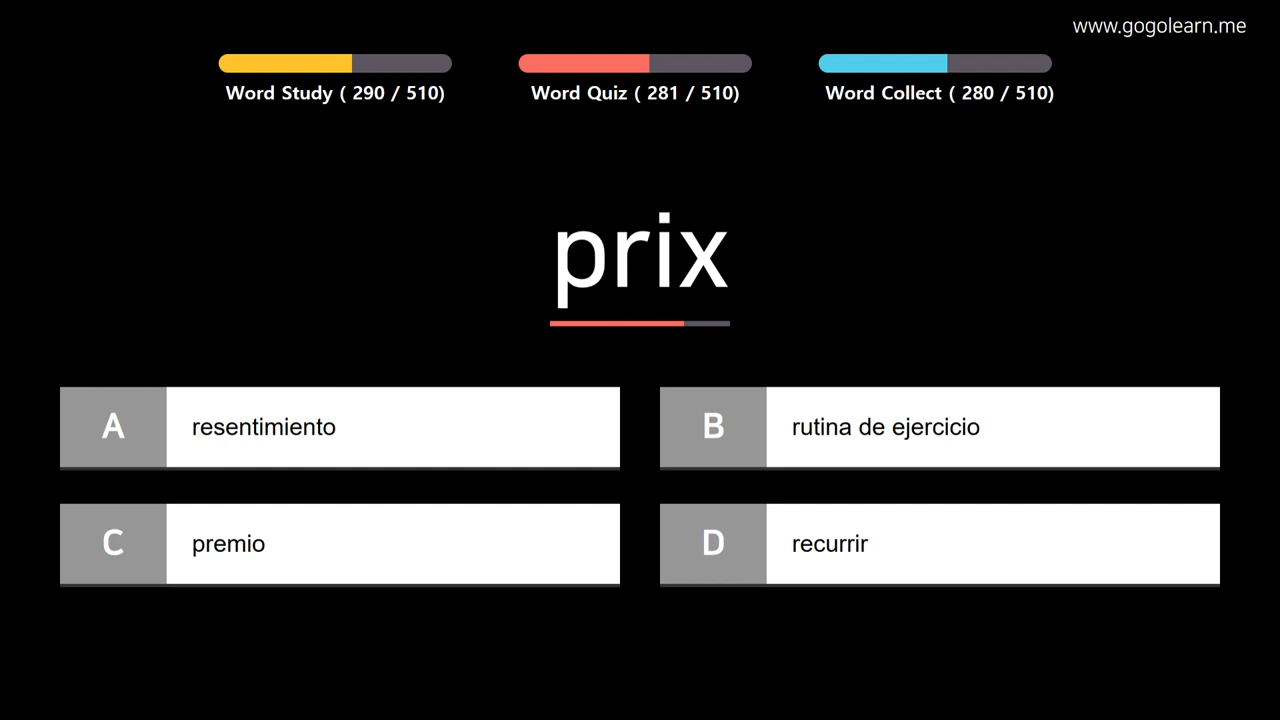 www.gogolearn.me
Word Study ( 290 / 510)
Word Quiz ( 281 / 510)
Word Collect ( 280 / 510)
prix
A resentimiento
B rutina de ejercicio
C premio
D recurrir